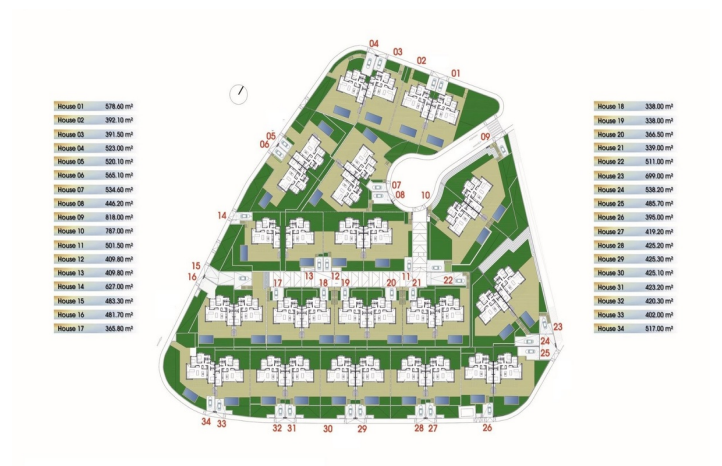 House 01 578.60 m²
House 02 392.10 m²
House 03 391.50 m²
House 04 523.00 m²
House 05 520.10 m²
House 06 565.10 m²
House 07 534.60 m²
House 08 446.20 m²
House 09 818.00 m²
House 10 787.00 m²
House 11 501.50 m²
House 12 409.80 m²
House 13 409.80 m²
House 14 627.00 m²
House 15 483.30 m²
House 16 481.70 m²
House 17 365.80 m²
04
03
02
01
05
06
09
07
08
10
14
15
16
13
12
11
17
18
19
20
21
22
23
24
25
34
33
32
31
30
29
28
27
26
House 18 338.00 m²
House 19 338.00 m²
House 20 366.50 m²
House 21 339.00 m²
House 22 511.00 m²
House 23 699.00 m²
House 24 538.20 m²
House 25 485.70 m²
House 26 395.00 m²
House 27 419.20 m²
House 28 425.20 m²
House 29 425.30 m²
House 30 425.10 m²
House 31 423.20 m²
House 32 420.30 m²
House 33 402.00 m²
House 34 517.00 m²